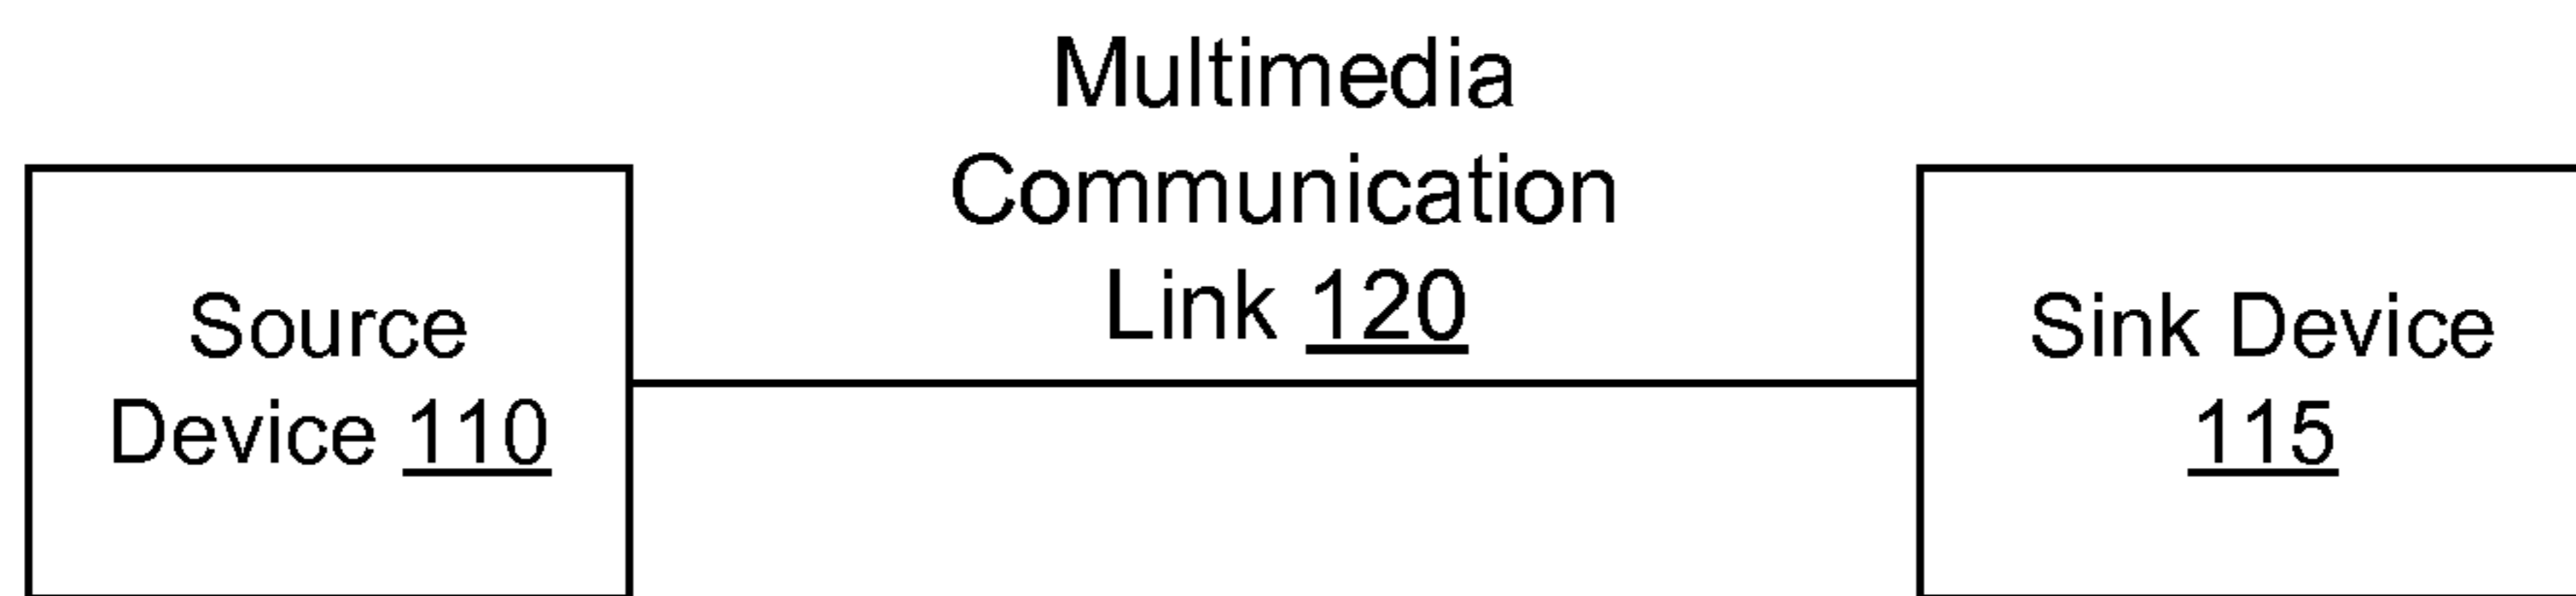 Multimedia
Communication
Link 120
Source
Device 110
Sink Device
115